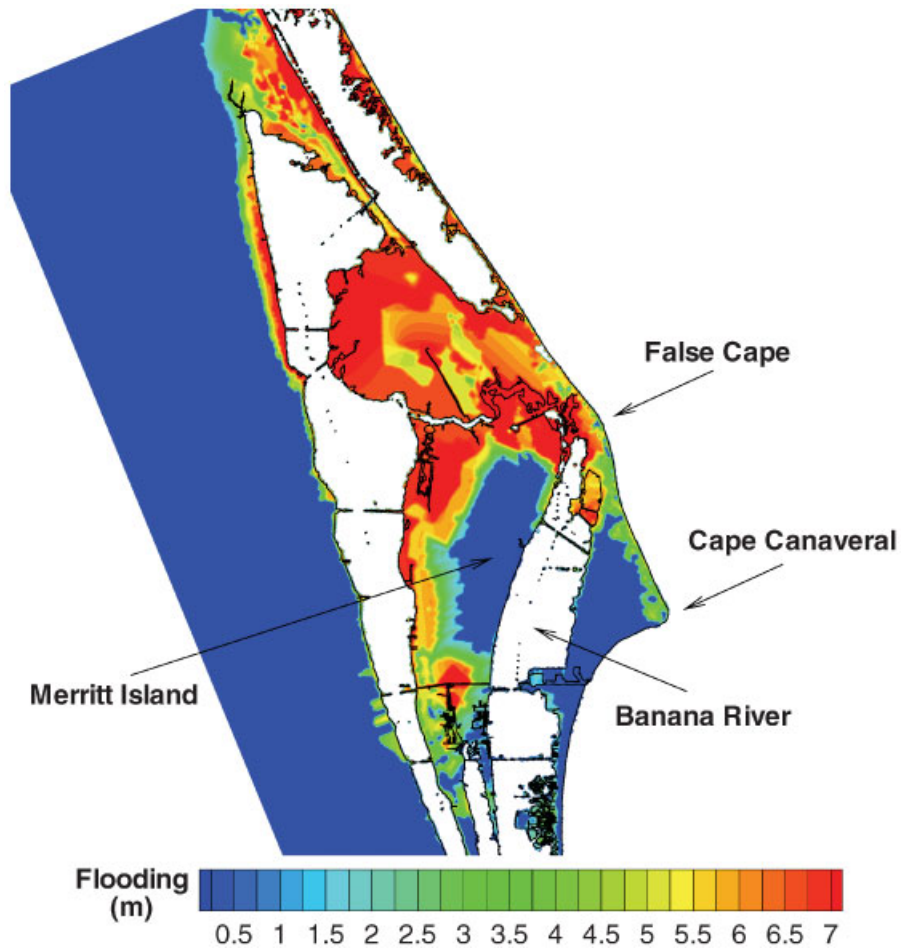 False Cape
Cape Canaveral
Merritt Island
Banana River
Flooding
(m)
0.5 1 1.5 2 2.5 3 3.5 4 4.5 5 5.5 6 6.5 7